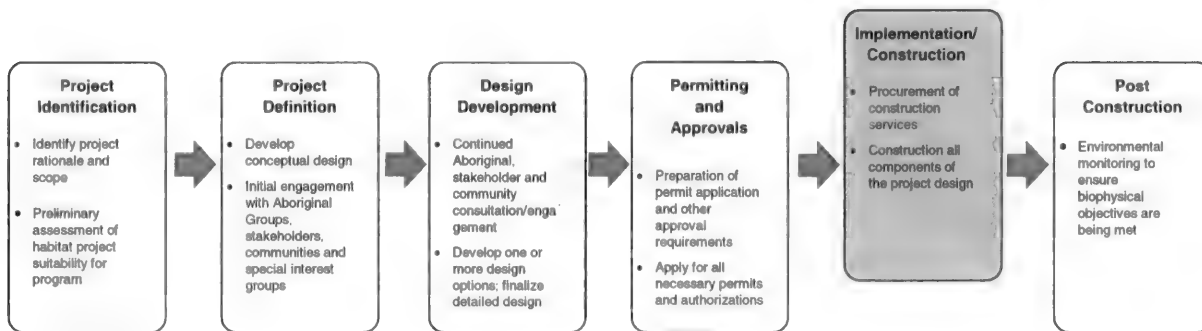 Project
Identification
• Identify project
rationale and
scope
• Preliminary
assessment of
habitat project
suitability for
program
Project
Definition
• Develop
conceptual design
• Initial engagement
with Aboriginal
Groups,
stakeholders,
communities and
special interest
groups
Design
Development
• Continued
Aboriginal,
stakeholder and
community
consultation/enga
gement
• Develop one or
more design
options; finalize
detailed design
Permitting
and
Approvals
• Preparation of
permit application
and other
approval
requirements
• Apply for all
necessary permits
and authorizations
Implementation/
Construction
• Procurement of
construction
services
• Construction all
components of
the project design
Post
Construction
• Environmental
monitoring to
ensure
biophysical
objectives are
being met